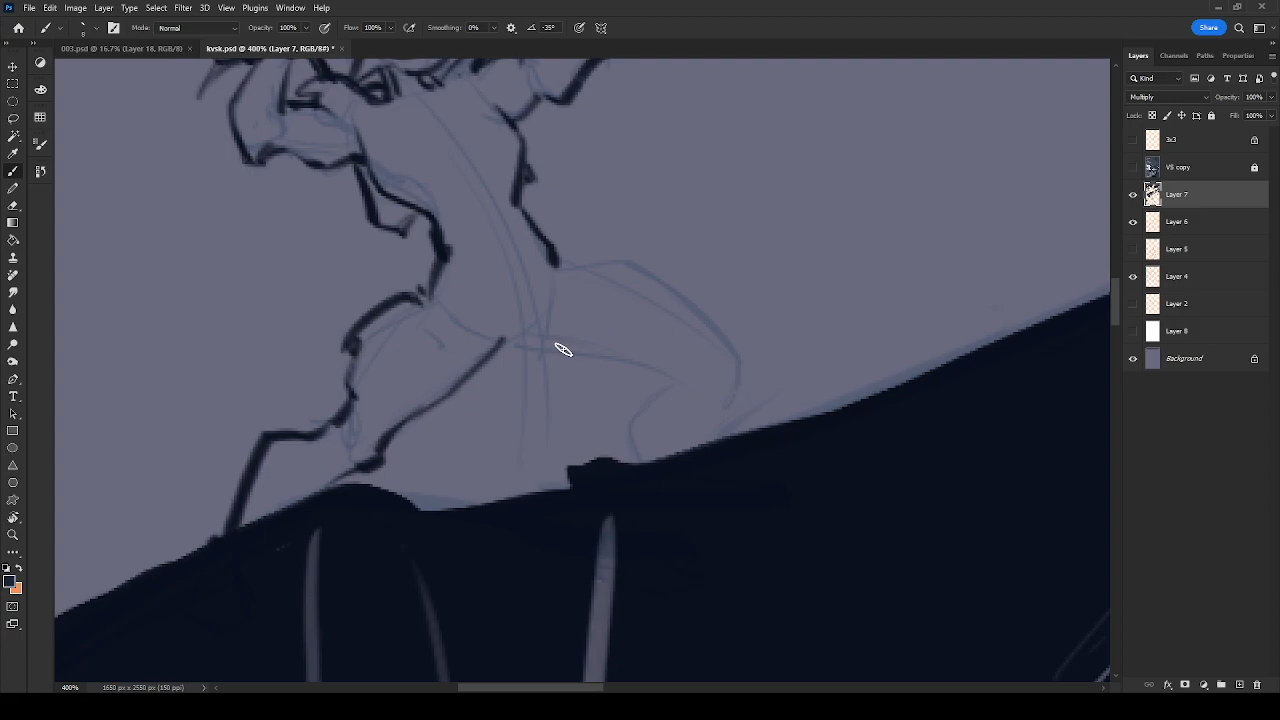 Ps File Edit Image Layer Type Select Filter 3D View Plugins Window Help
Mode: Normal Opacity: 100% Flow: 100% Smoothing: 0% -35° Share
003.psd @ 16.7% (Layer 18, RGB/8) × kvsk.psd @ 400% (Layer 7, RGB/8#) * ×
Layers Channels Paths Properties
Kind
Multiply Opacity: 100%
Lock: Fill: 100%
3x3
VS copy
Layer 7
Layer 6
Layer 5
Layer 4
Layer 2
Layer 8
Background
400% 1650 px x 2550 px (150 ppi)